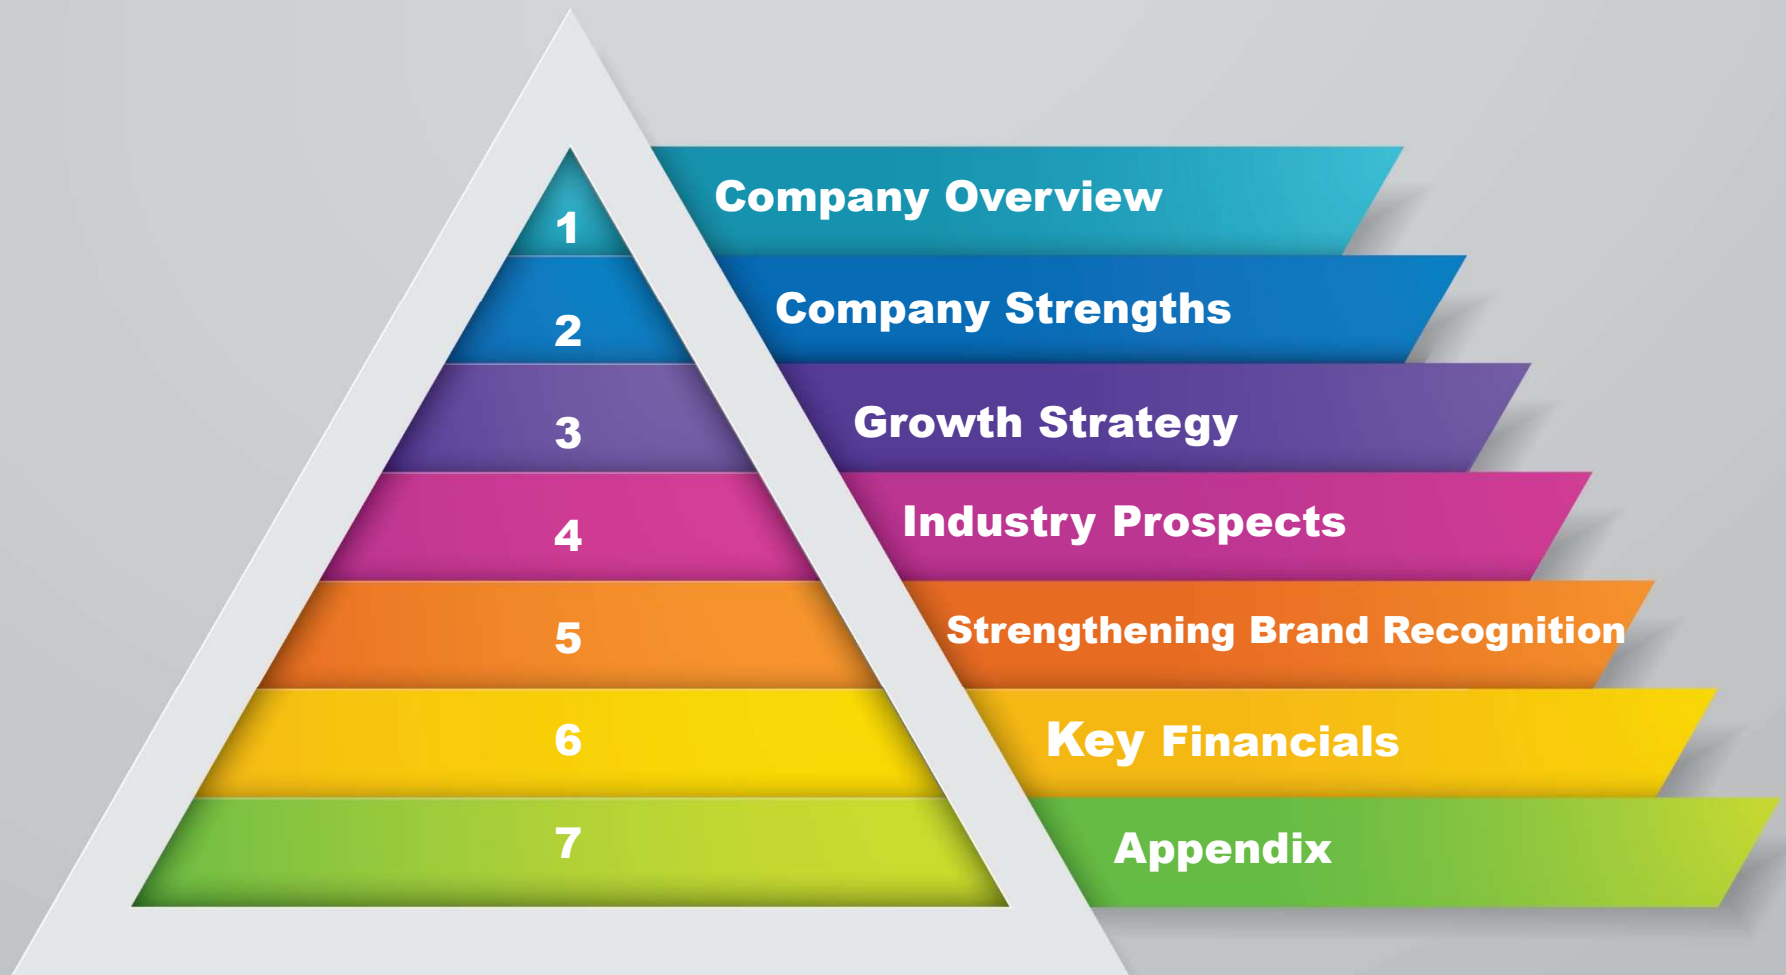 1 Company Overview
2 Company Strengths
3 Growth Strategy
4 Industry Prospects
5 Strengthening Brand Recognition
6 Key Financials
7 Appendix